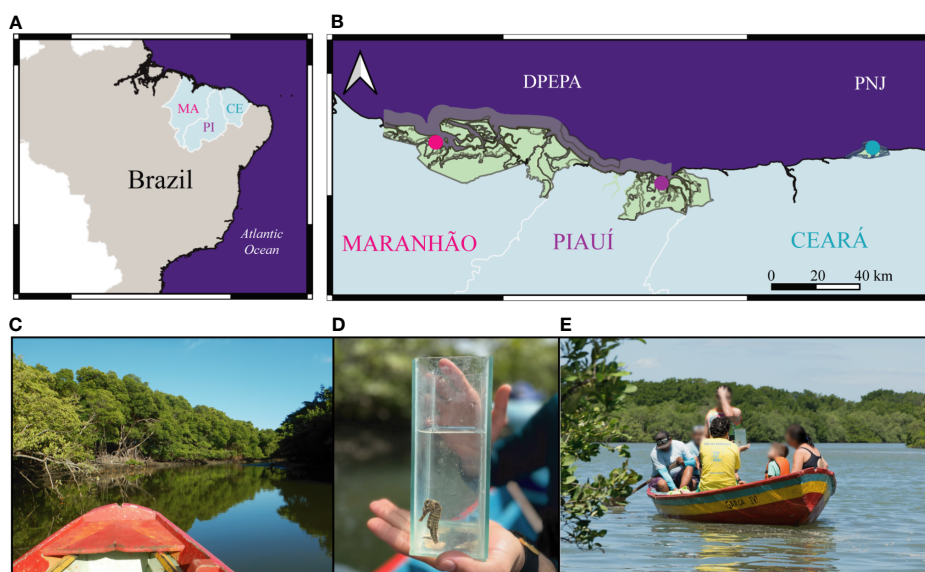 A
B
MA
CE
PI
Brazil
Atlantic
Ocean
DPEPA
PNJ
MARANHÃO
PIAUÍ
CEARÁ
0 20 40 km
C
D
E